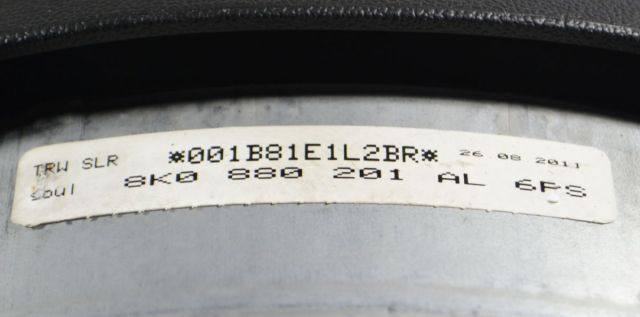 TRW SLR *001B81E1L2BR* 26 08 2011
soul 8K0 880 201 AL 6PS